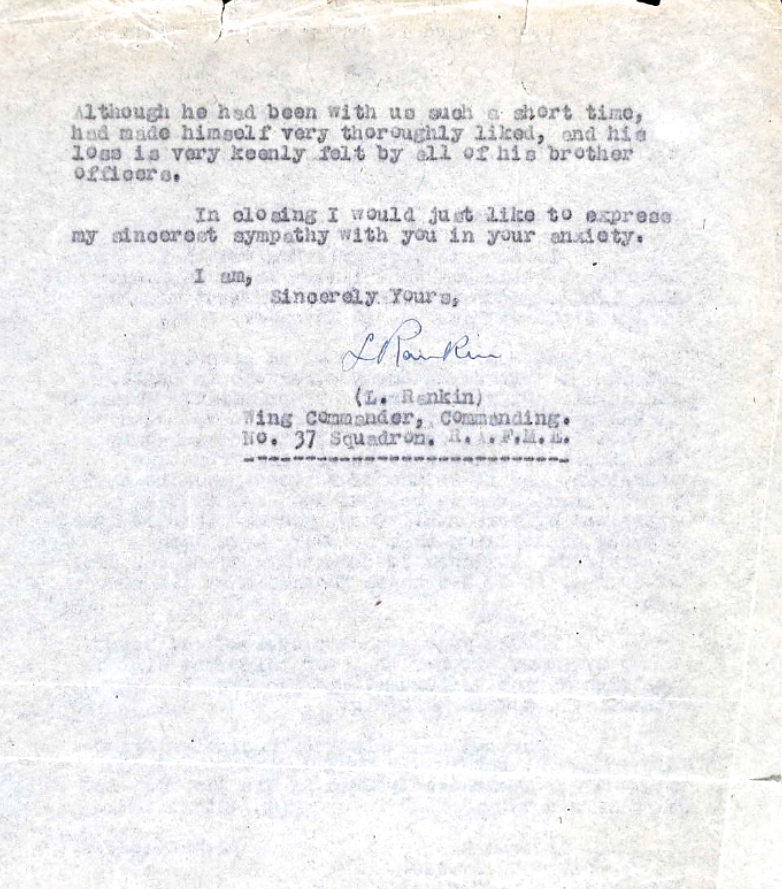 Although he had been with us such a short time,
had made himself very thoroughly liked, and his
loss is very keenly felt by all of his brother
officers.
In closing I would just like to express
my sincerest sympathy with you in your anxiety.
I am,
Sincerely Yours,
L Rankin
(L. Rankin)
Wing Commander, Commanding.
No. 37 Squadron. R.A.F.M.E.